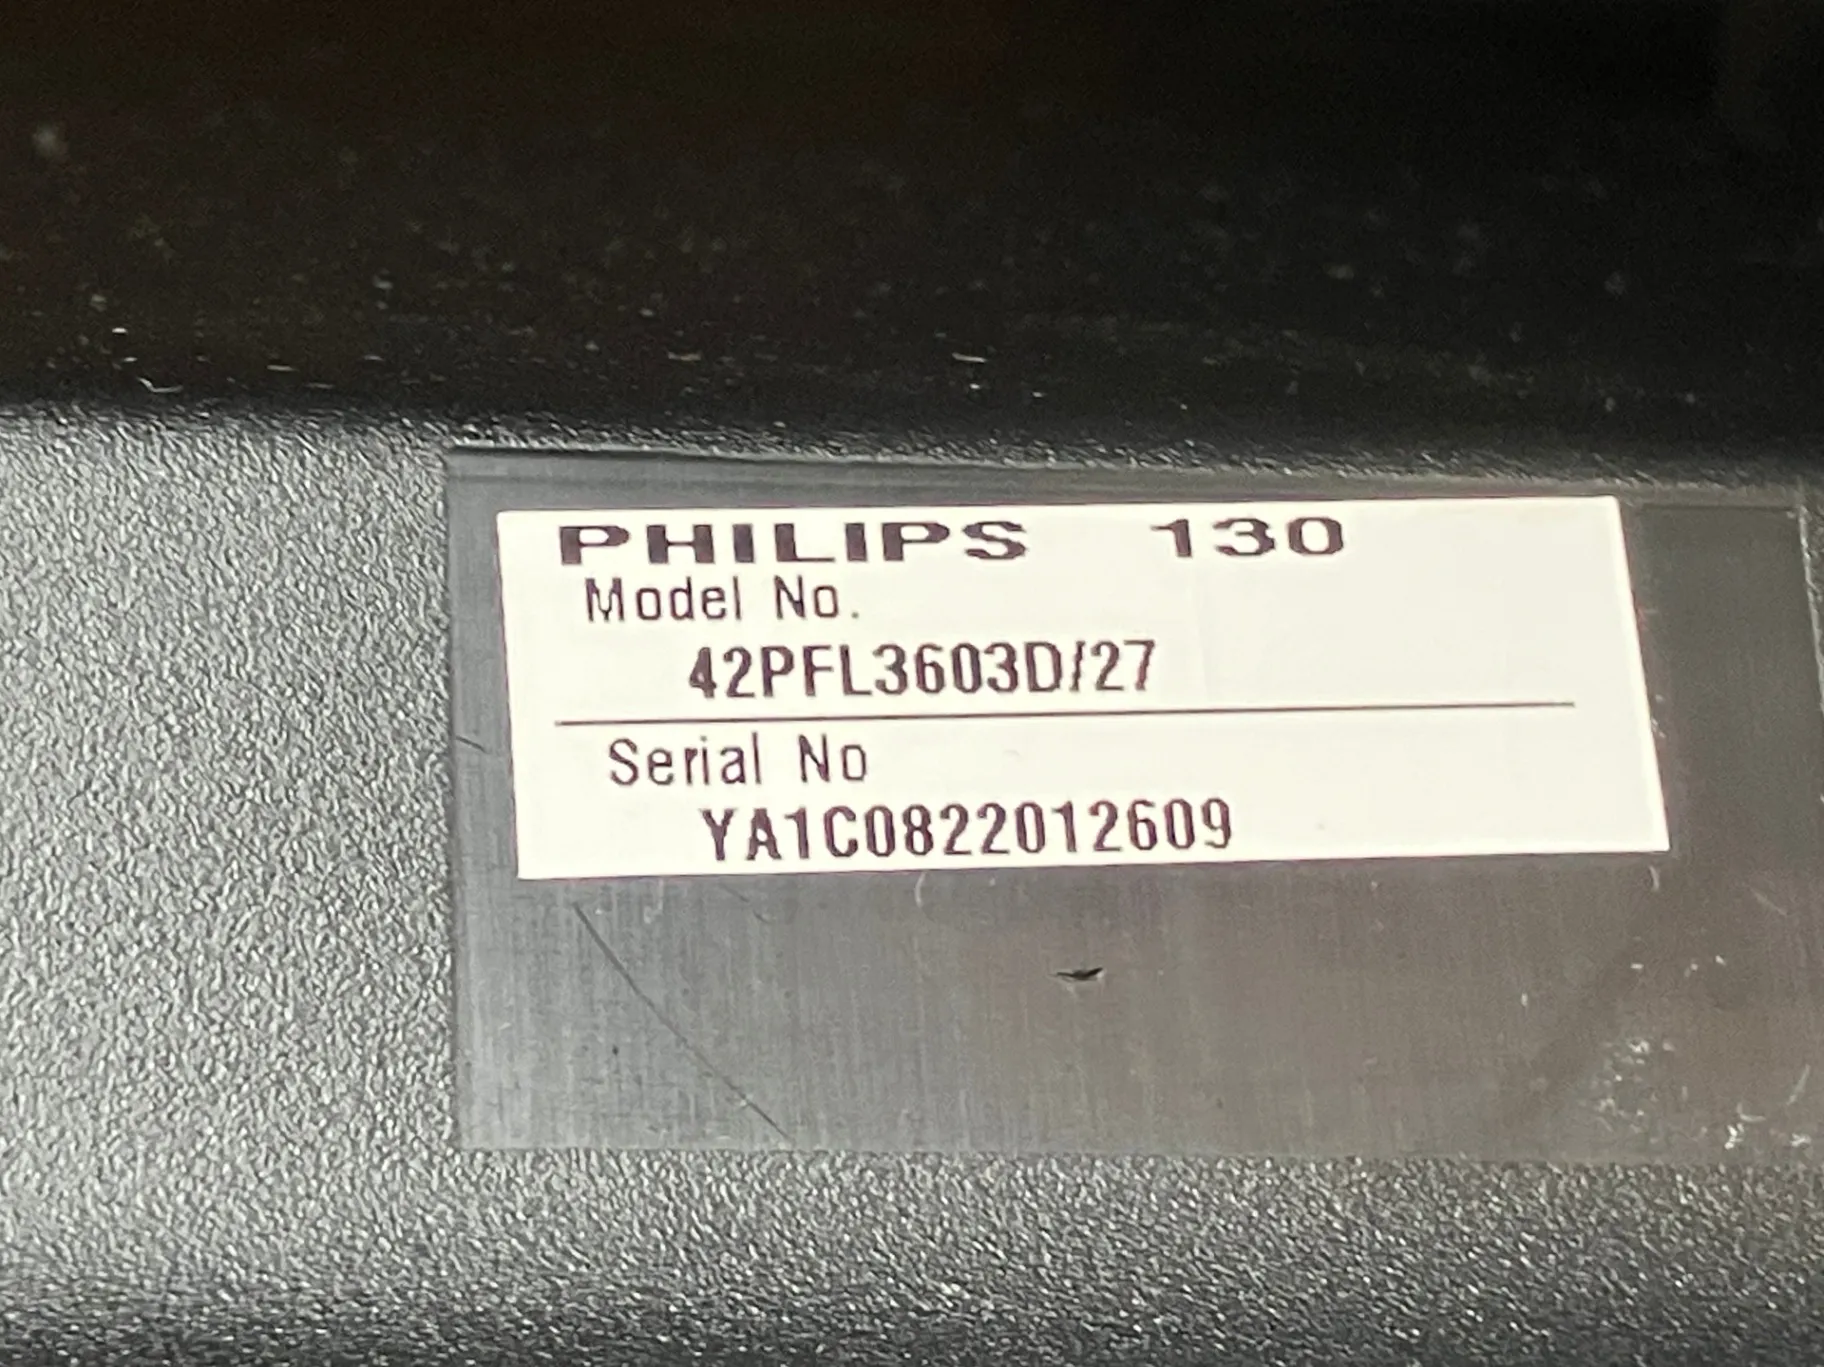 PHILIPS 130
Model No.
42PFL3603D/27
Serial No
YA1C0822012609